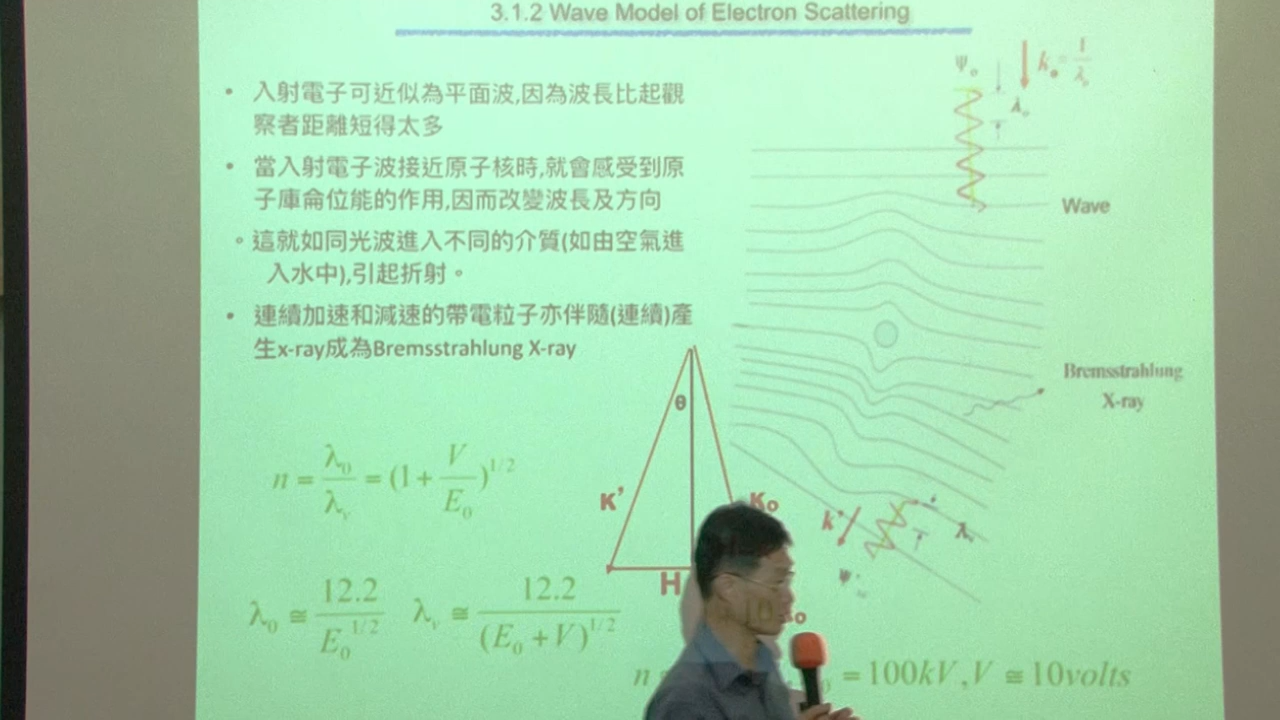 3.1.2 Wave Model of Electron Scattering
• 入射電子可近似為平面波,因為波長比起觀
察者距離短得太多
• 當入射電子波接近原子核時,就會感受到原
子庫侖位能的作用,因而改變波長及方向
。這就如同光波進入不同的介質(如由空氣進
入水中),引起折射。
• 連續加速和減速的帶電粒子亦伴隨(連續)產
生x-ray成為Bremsstrahlung X-ray
Ψ₀
k₀ = 1/λ₀
λ₀
Wave
Bremsstrahlung
X-ray
θ
K’
K₀
H
k’
n = λ₀/λᵥ = (1 + V/E₀)^1/2
λ₀ ≅ 12.2/E₀^1/2 λᵥ ≅ 12.2/(E₀ + V)^1/2
n = 100kV , V ≅ 10volts